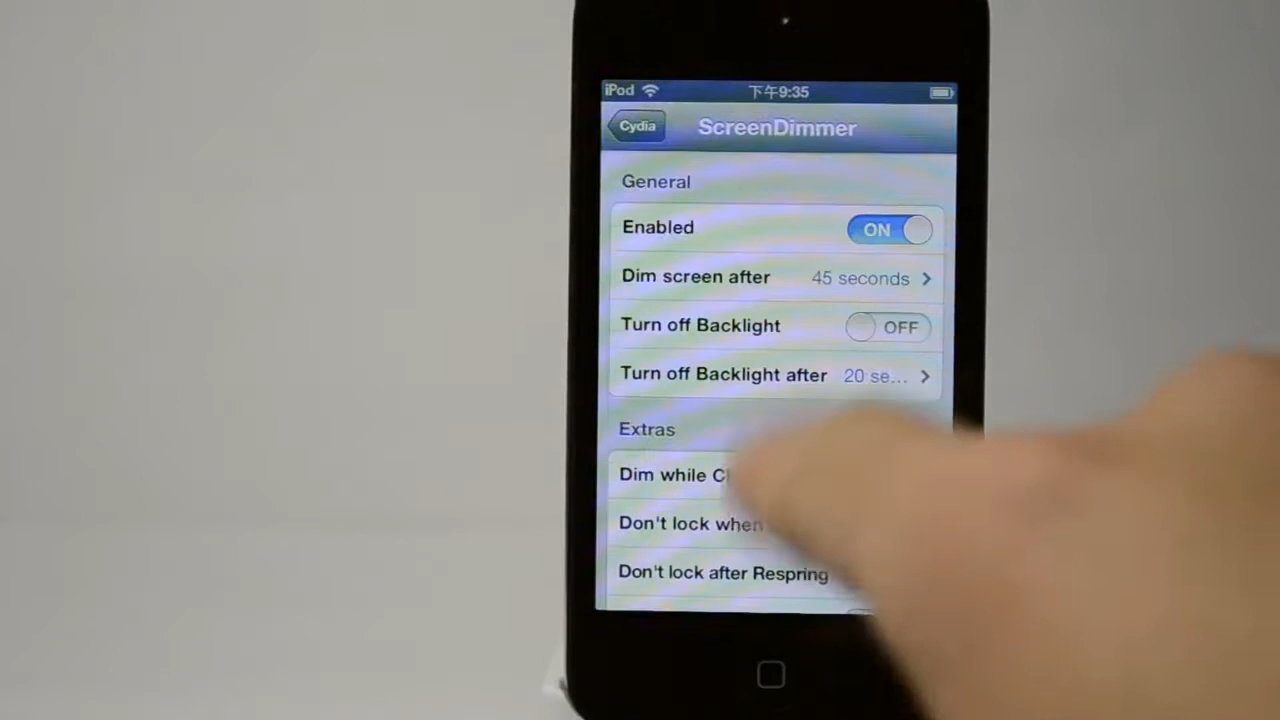 iPod 下午9:35
Cydia ScreenDimmer
General
Enabled ON
Dim screen after 45 seconds
Turn off Backlight OFF
Turn off Backlight after 20 se...
Extras
Dim while
Don't lock when
Don't lock after Respring